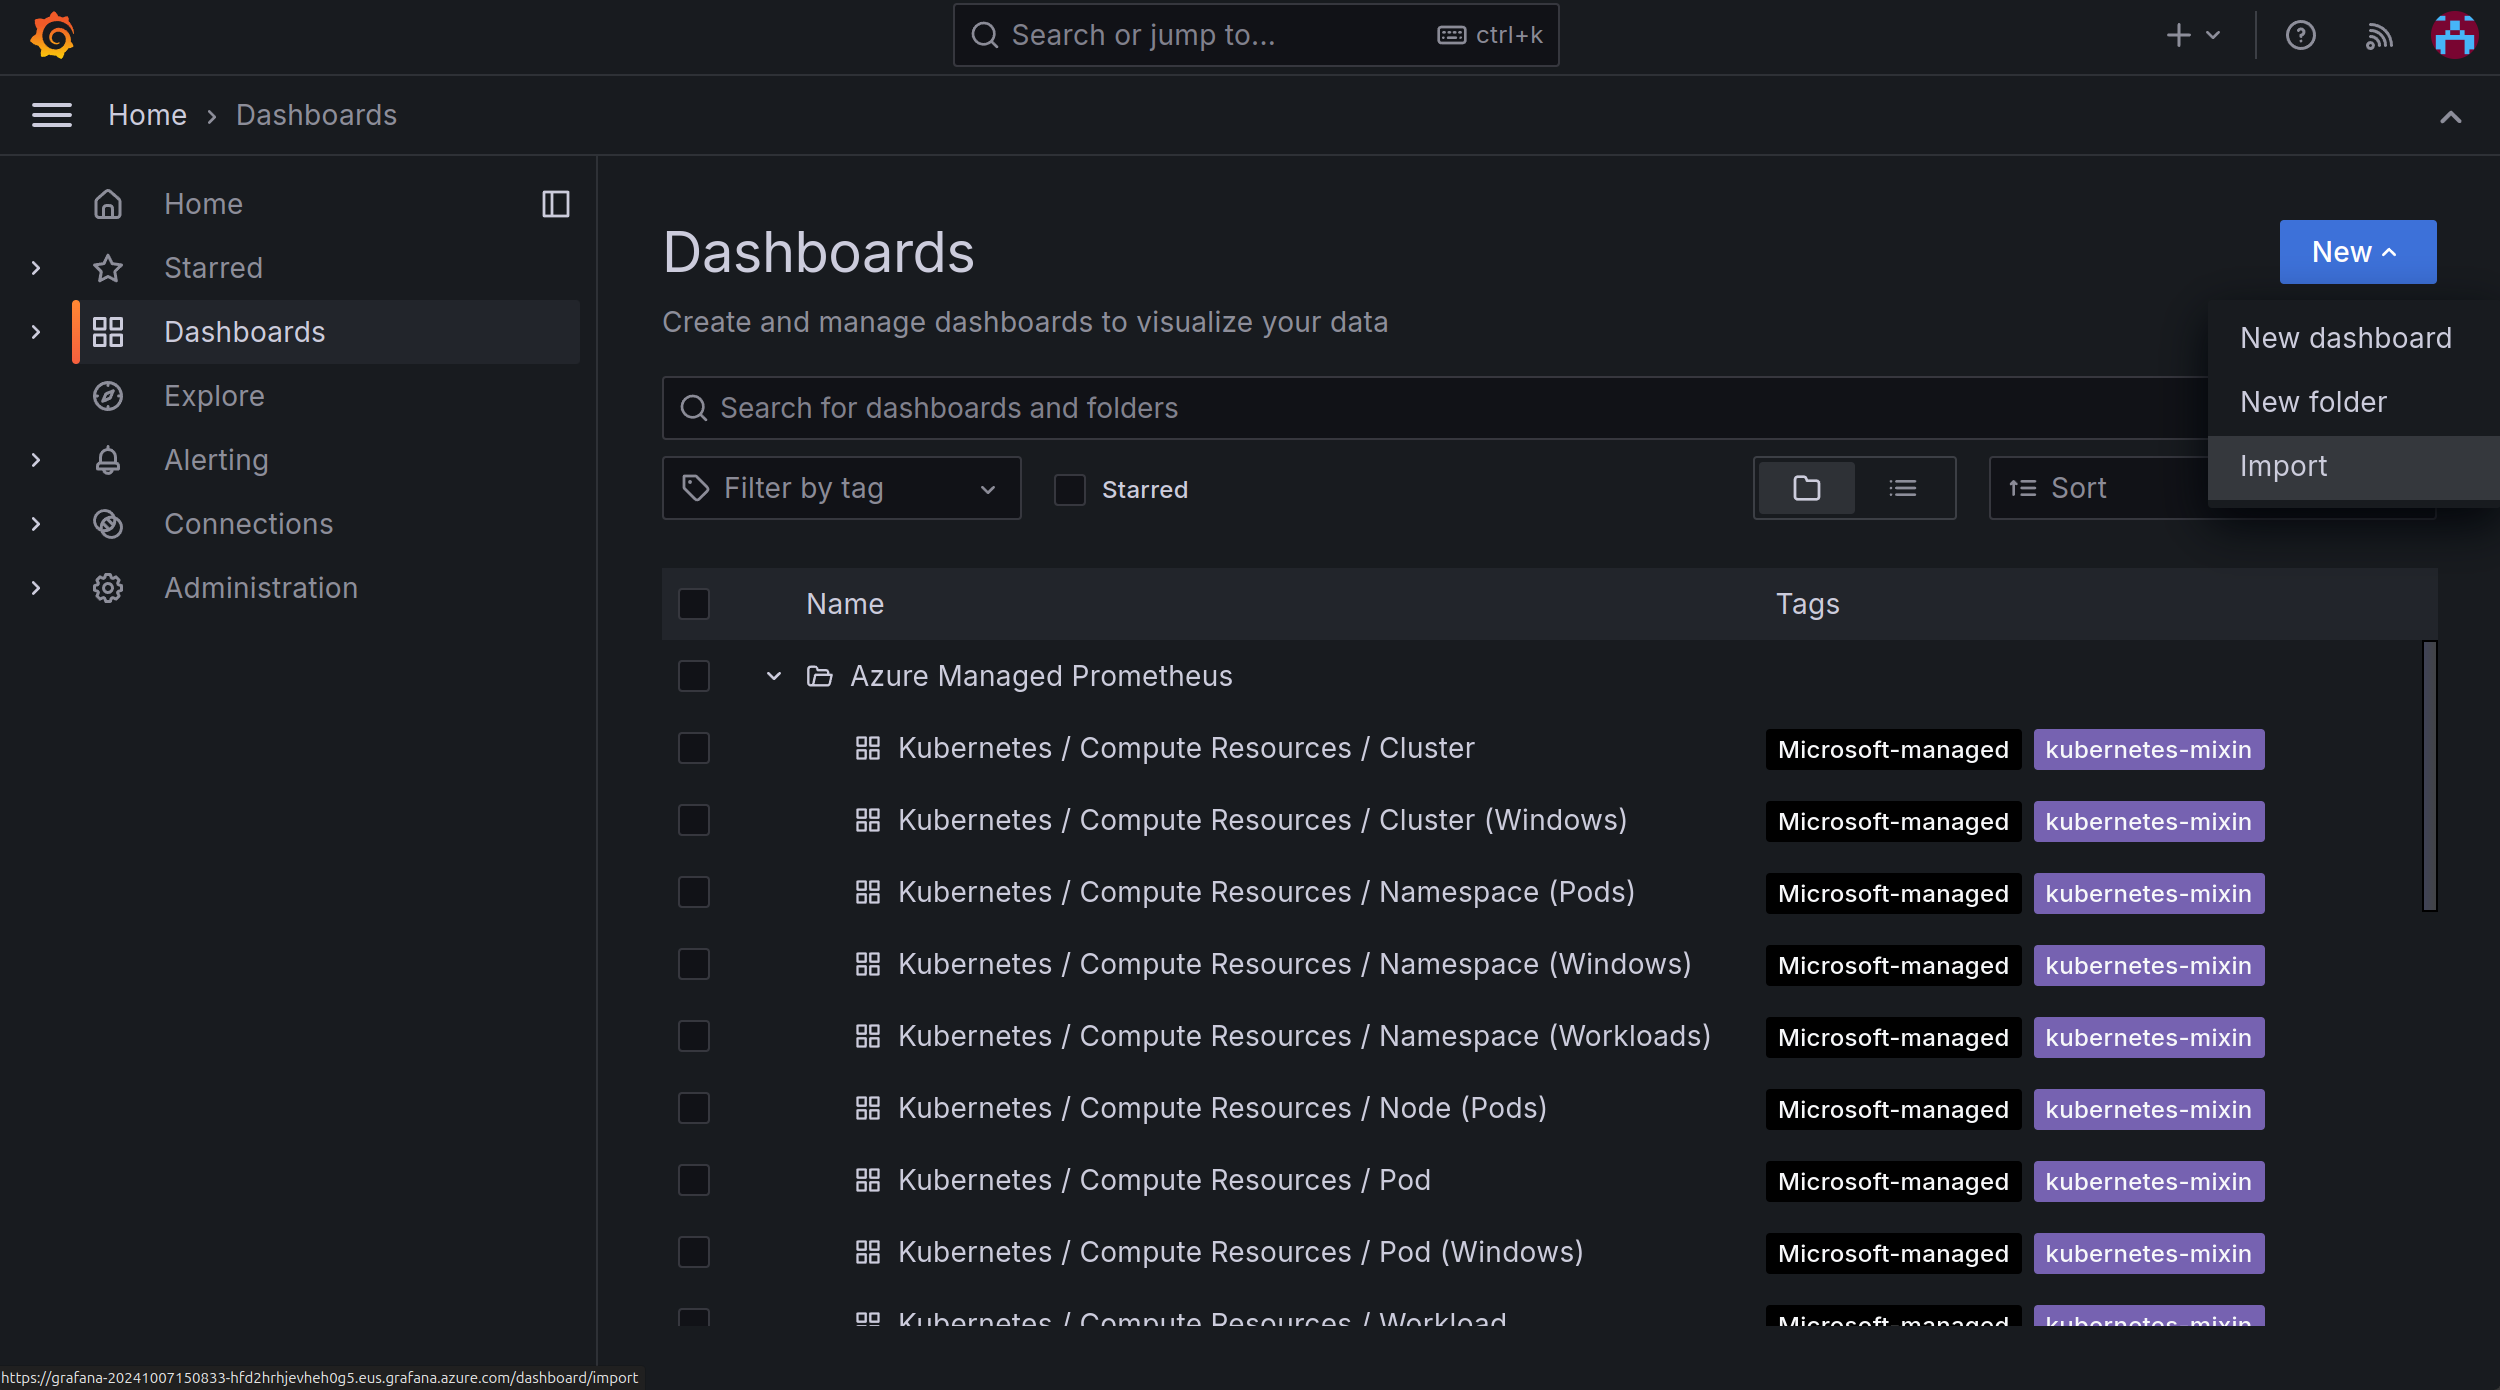 Search or jump to...
ctrl+k
Home
Dashboards
Home
Starred
Dashboards
Explore
Alerting
Connections
Administration
Dashboards
New
Create and manage dashboards to visualize your data
New dashboard
New folder
Import
Search for dashboards and folders
Filter by tag
Starred
Sort
Name Tags
Azure Managed Prometheus
Kubernetes / Compute Resources / Cluster Microsoft-managed kubernetes-mixin
Kubernetes / Compute Resources / Cluster (Windows) Microsoft-managed kubernetes-mixin
Kubernetes / Compute Resources / Namespace (Pods) Microsoft-managed kubernetes-mixin
Kubernetes / Compute Resources / Namespace (Windows) Microsoft-managed kubernetes-mixin
Kubernetes / Compute Resources / Namespace (Workloads) Microsoft-managed kubernetes-mixin
Kubernetes / Compute Resources / Node (Pods) Microsoft-managed kubernetes-mixin
Kubernetes / Compute Resources / Pod Microsoft-managed kubernetes-mixin
Kubernetes / Compute Resources / Pod (Windows) Microsoft-managed kubernetes-mixin
Kubernetes / Compute Resources / Workload Microsoft-managed kubernetes-mixin
https://grafana-20241007150833-hfd2hrhjevheh0g5.eus.grafana.azure.com/dashboard/import